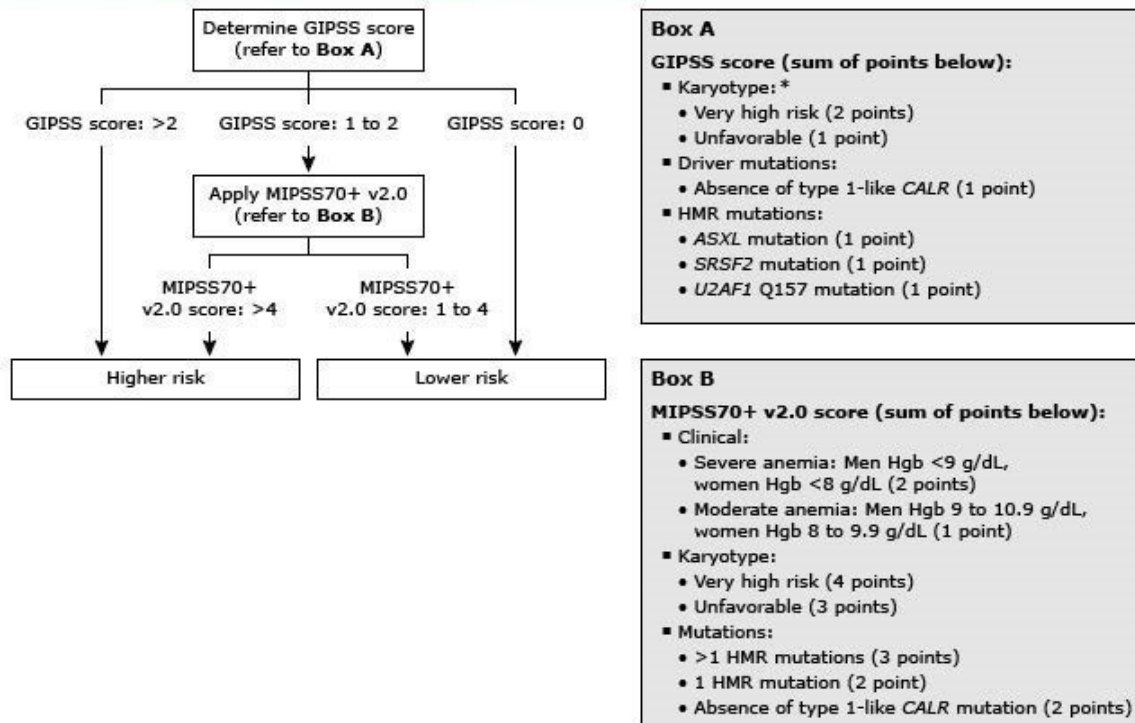 Determine GIPSS score
(refer to Box A)
GIPSS score: >2
GIPSS score: 1 to 2
GIPSS score: 0
Apply MIPSS70+ v2.0
(refer to Box B)
MIPSS70+
v2.0 score: >4
MIPSS70+
v2.0 score: 1 to 4
Higher risk
Lower risk
Box A
GIPSS score (sum of points below):
▪ Karyotype:*
• Very high risk (2 points)
• Unfavorable (1 point)
▪ Driver mutations:
• Absence of type 1-like CALR (1 point)
▪ HMR mutations:
• ASXL mutation (1 point)
• SRSF2 mutation (1 point)
• U2AF1 Q157 mutation (1 point)
Box B
MIPSS70+ v2.0 score (sum of points below):
▪ Clinical:
• Severe anemia: Men Hgb <9 g/dL,
women Hgb <8 g/dL (2 points)
• Moderate anemia: Men Hgb 9 to 10.9 g/dL,
women Hgb 8 to 9.9 g/dL (1 point)
▪ Karyotype:
• Very high risk (4 points)
• Unfavorable (3 points)
▪ Mutations:
• >1 HMR mutations (3 points)
• 1 HMR mutation (2 point)
• Absence of type 1-like CALR mutation (2 points)